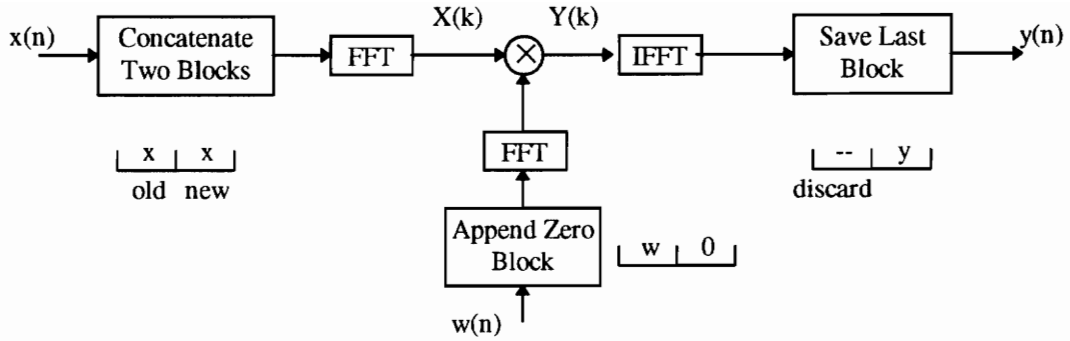 X(k) Y(k)
x(n) Concatenate Two Blocks FFT × IFFT Save Last Block y(n)
x x
old new
FFT
-- y
discard
Append Zero Block
w 0
w(n)